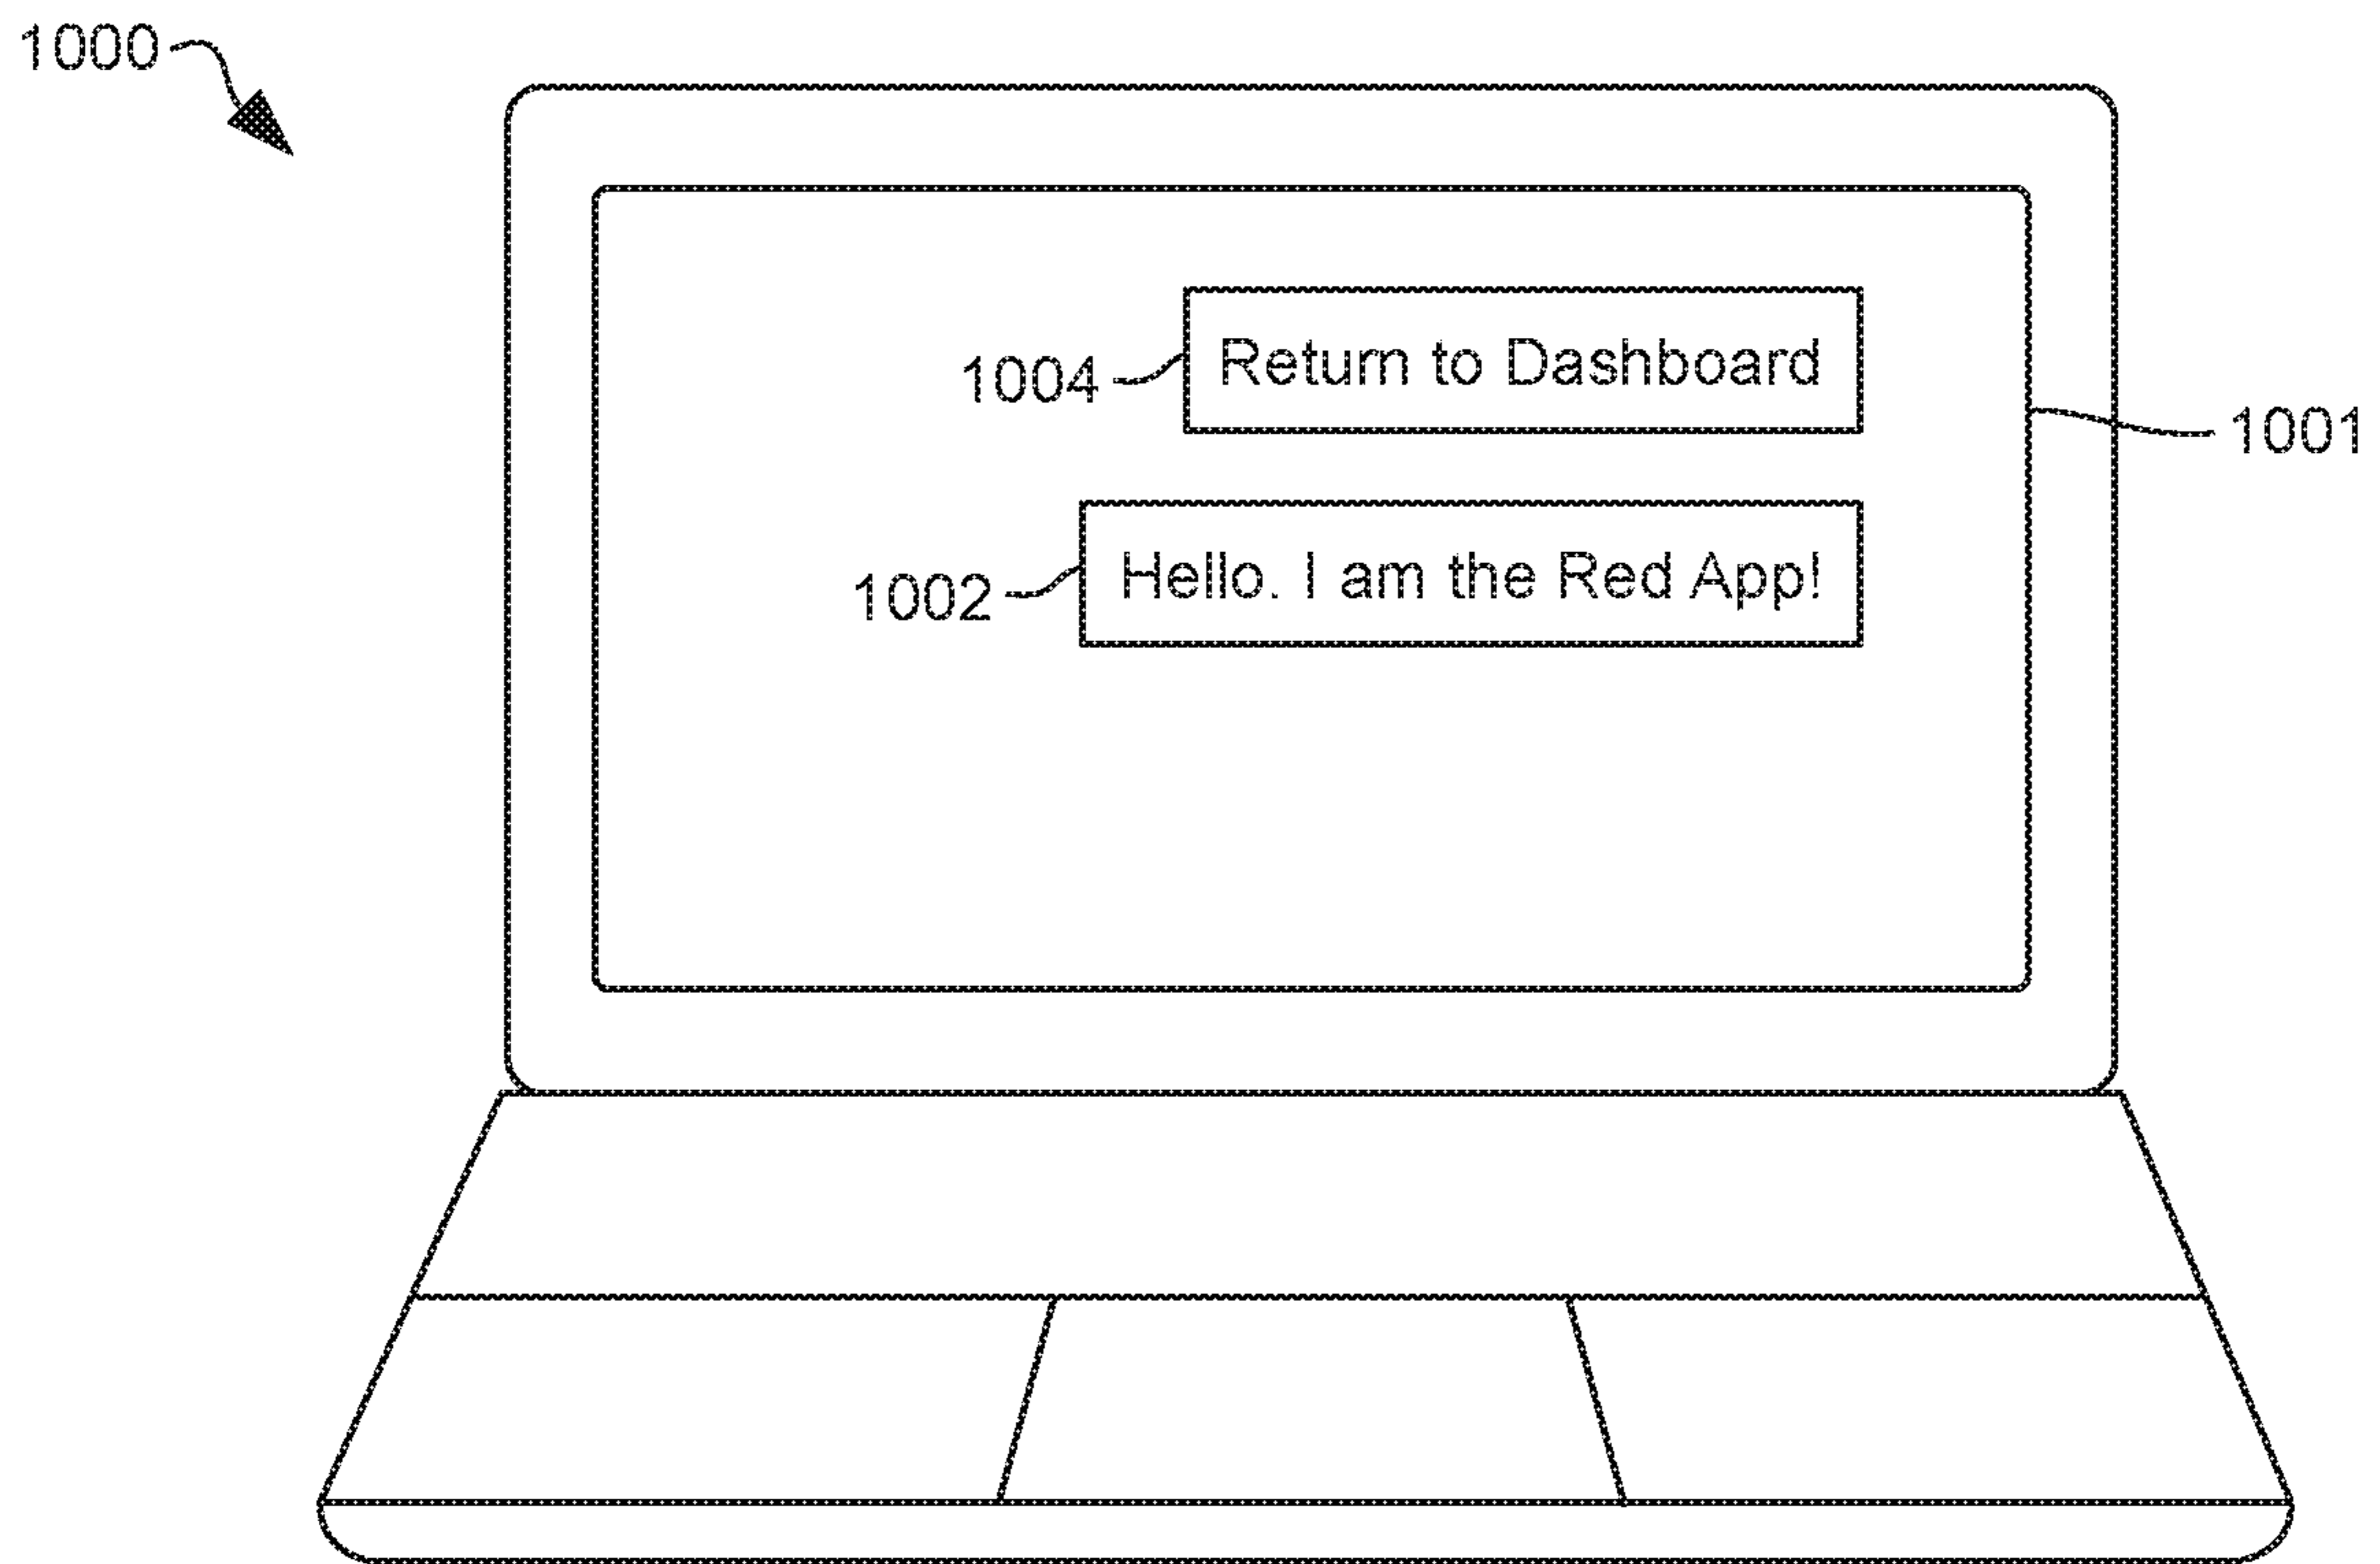 1000
1004 Return to Dashboard
1001
1002 Hello. I am the Red App!